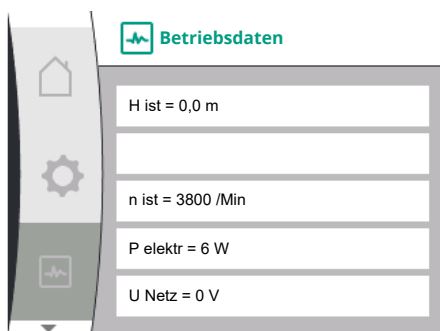 Betriebsdaten
H ist = 0,0 m
n ist = 3800 /Min
P elektr = 6 W
U Netz = 0 V